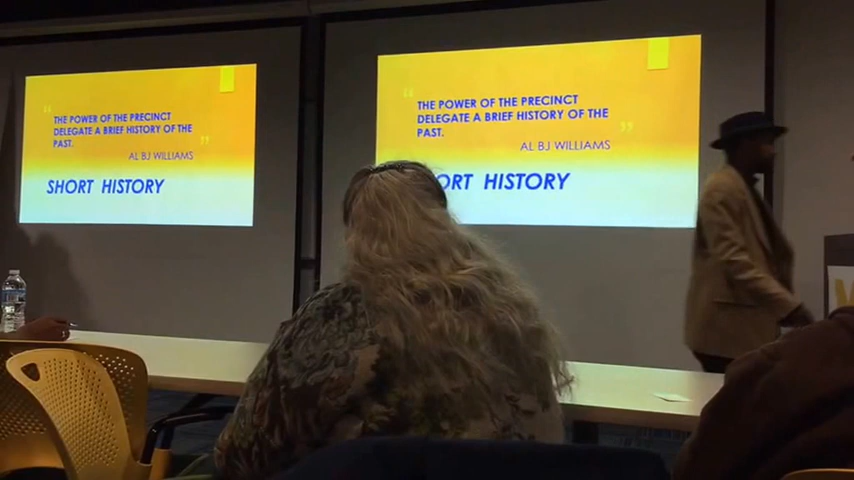 “
THE POWER OF THE PRECINCT
DELEGATE A BRIEF HISTORY OF THE
PAST.
”
AL BJ WILLIAMS
SHORT HISTORY
“
THE POWER OF THE PRECINCT
DELEGATE A BRIEF HISTORY OF THE
PAST.
”
AL BJ WILLIAMS
ORT HISTORY